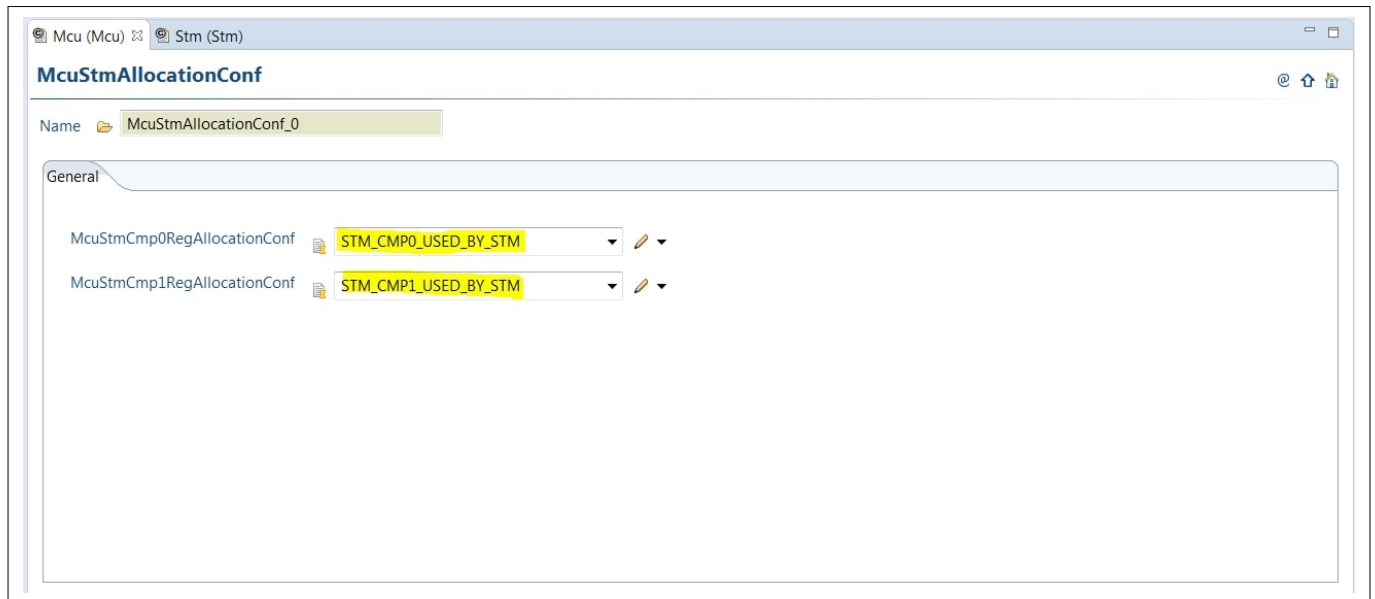 Mcu (Mcu) Stm (Stm)
McuStmAllocationConf
Name McuStmAllocationConf_0
General
McuStmCmp0RegAllocationConf STM_CMP0_USED_BY_STM
McuStmCmp1RegAllocationConf STM_CMP1_USED_BY_STM